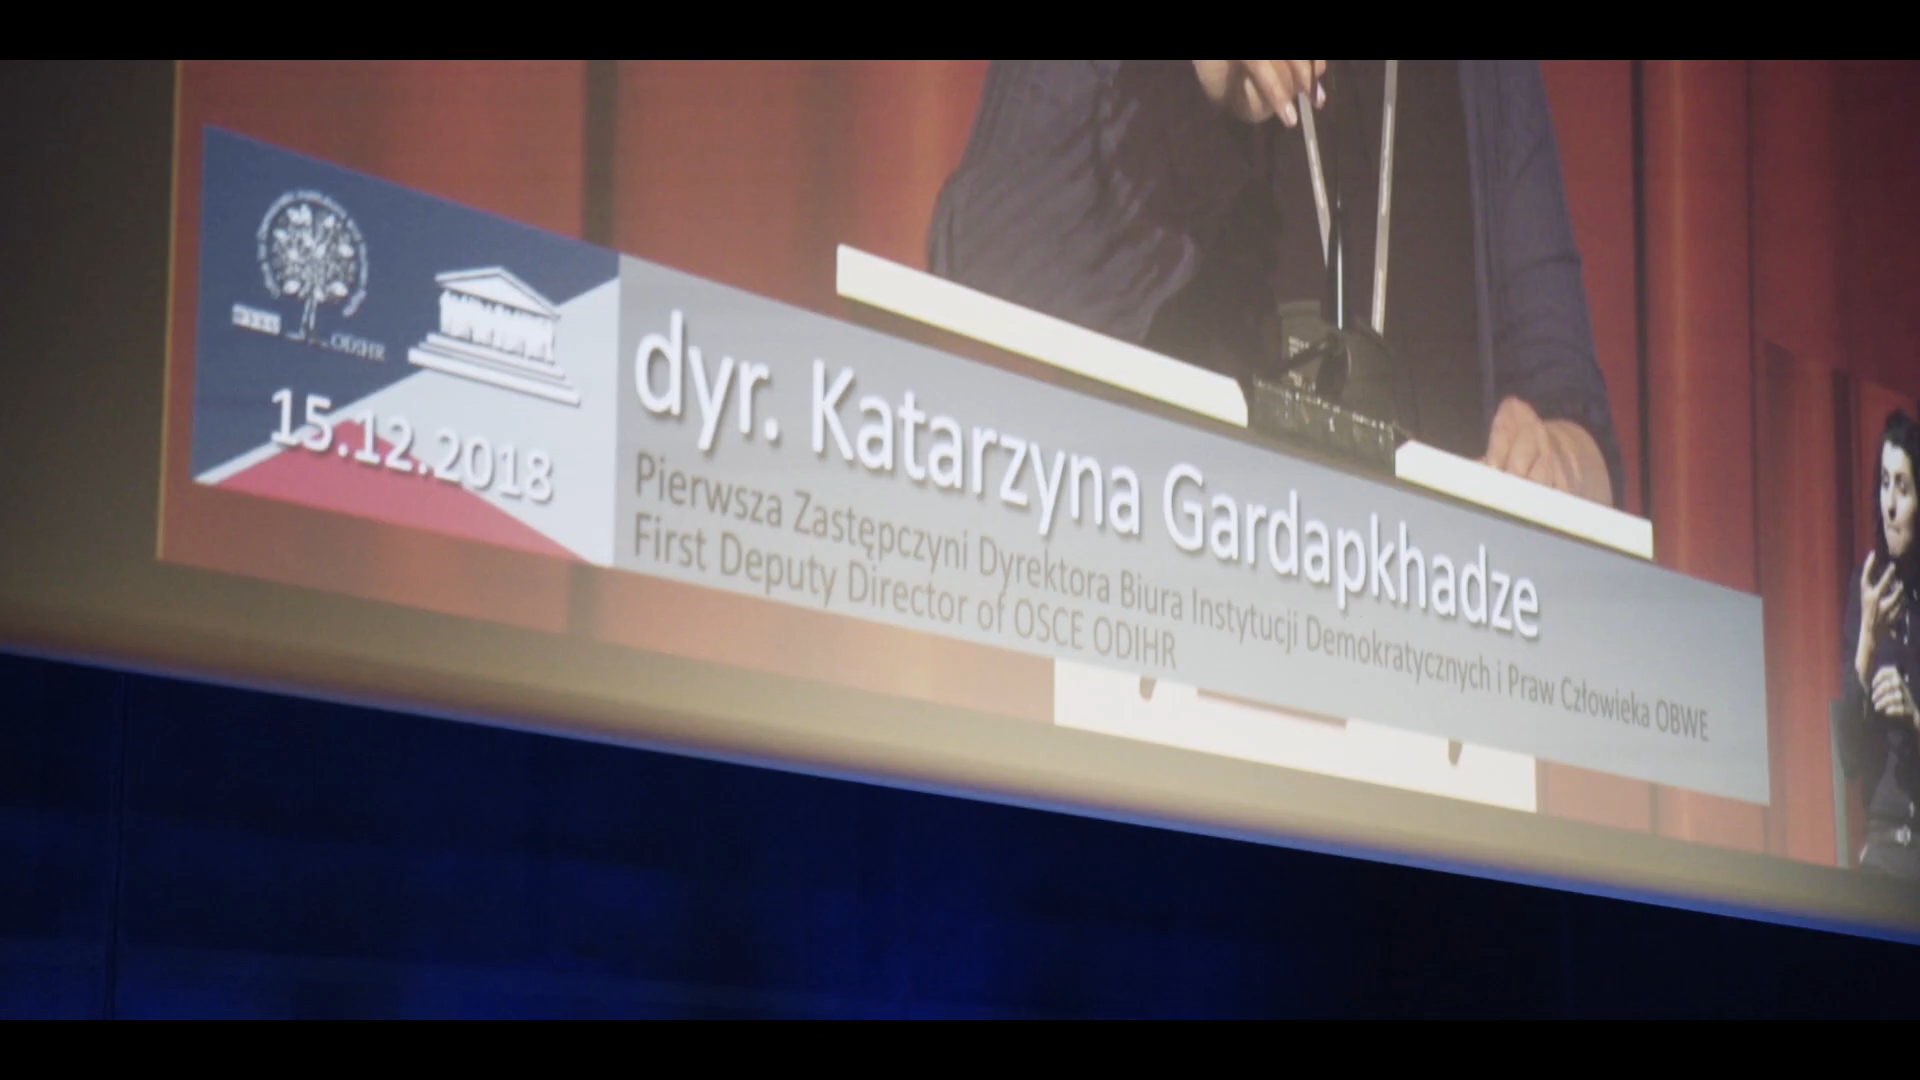 ODIHR
15.12.2018
dyr. Katarzyna Gardapkhadze
Pierwsza Zastępczyni Dyrektora Biura Instytucji Demokratycznych i Praw Człowieka OBWE
First Deputy Director of OSCE ODIHR